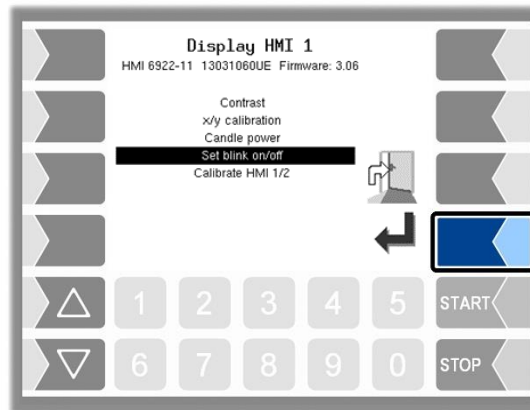 Display HMI 1
HMI 6922-11 13031060UE Firmware: 3.06
Contrast
x/y calibration
Candle power
Set blink on/off
Calibrate HMI 1/2
1 2 3 4 5 START
6 7 8 9 0 STOP